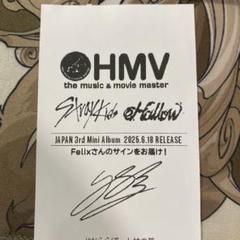 HMV
the music & movie master
Stray Kids Hollow
JAPAN 3rd Mini Album 2025.6.18 RELEASE
Felixさんのサインをお届け!